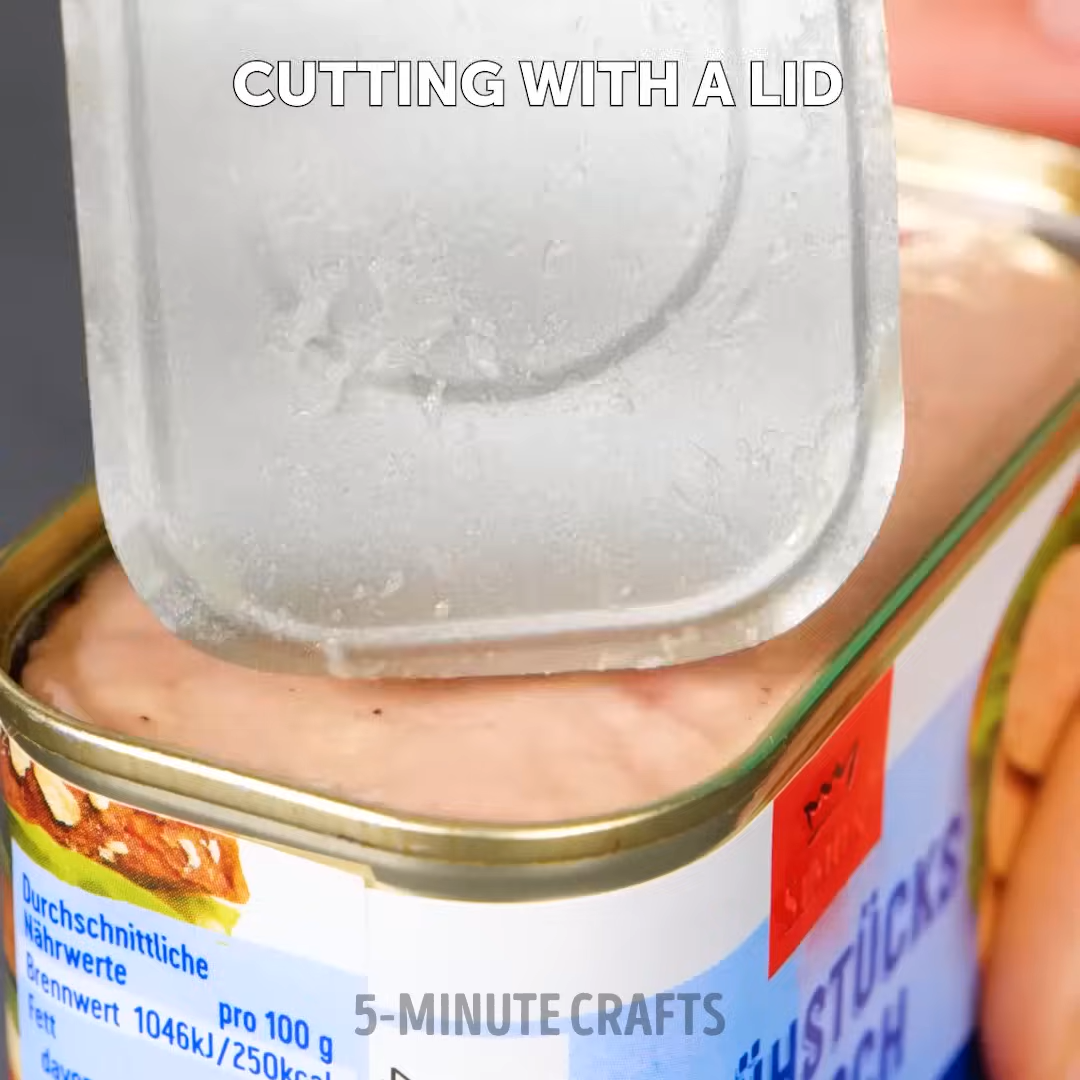 CUTTING WITH A LID
Durchschnittliche
Nährwerte
pro 100 g
Brennwert 1046kJ/250kcal
Fett
5-MINUTE CRAFTS